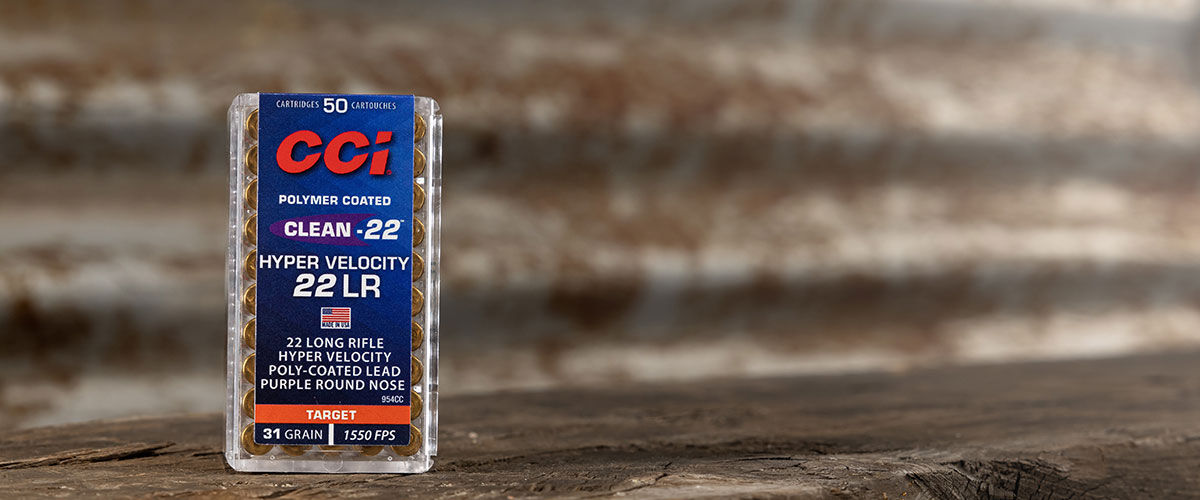 CARTRIDGES 50 CARTOUCHES
CCI®
POLYMER COATED
CLEAN-22™
HYPER VELOCITY
22 LR
MADE IN USA
22 LONG RIFLE
HYPER VELOCITY
POLY-COATED LEAD
PURPLE ROUND NOSE
954CC
TARGET
31 GRAIN 1550 FPS